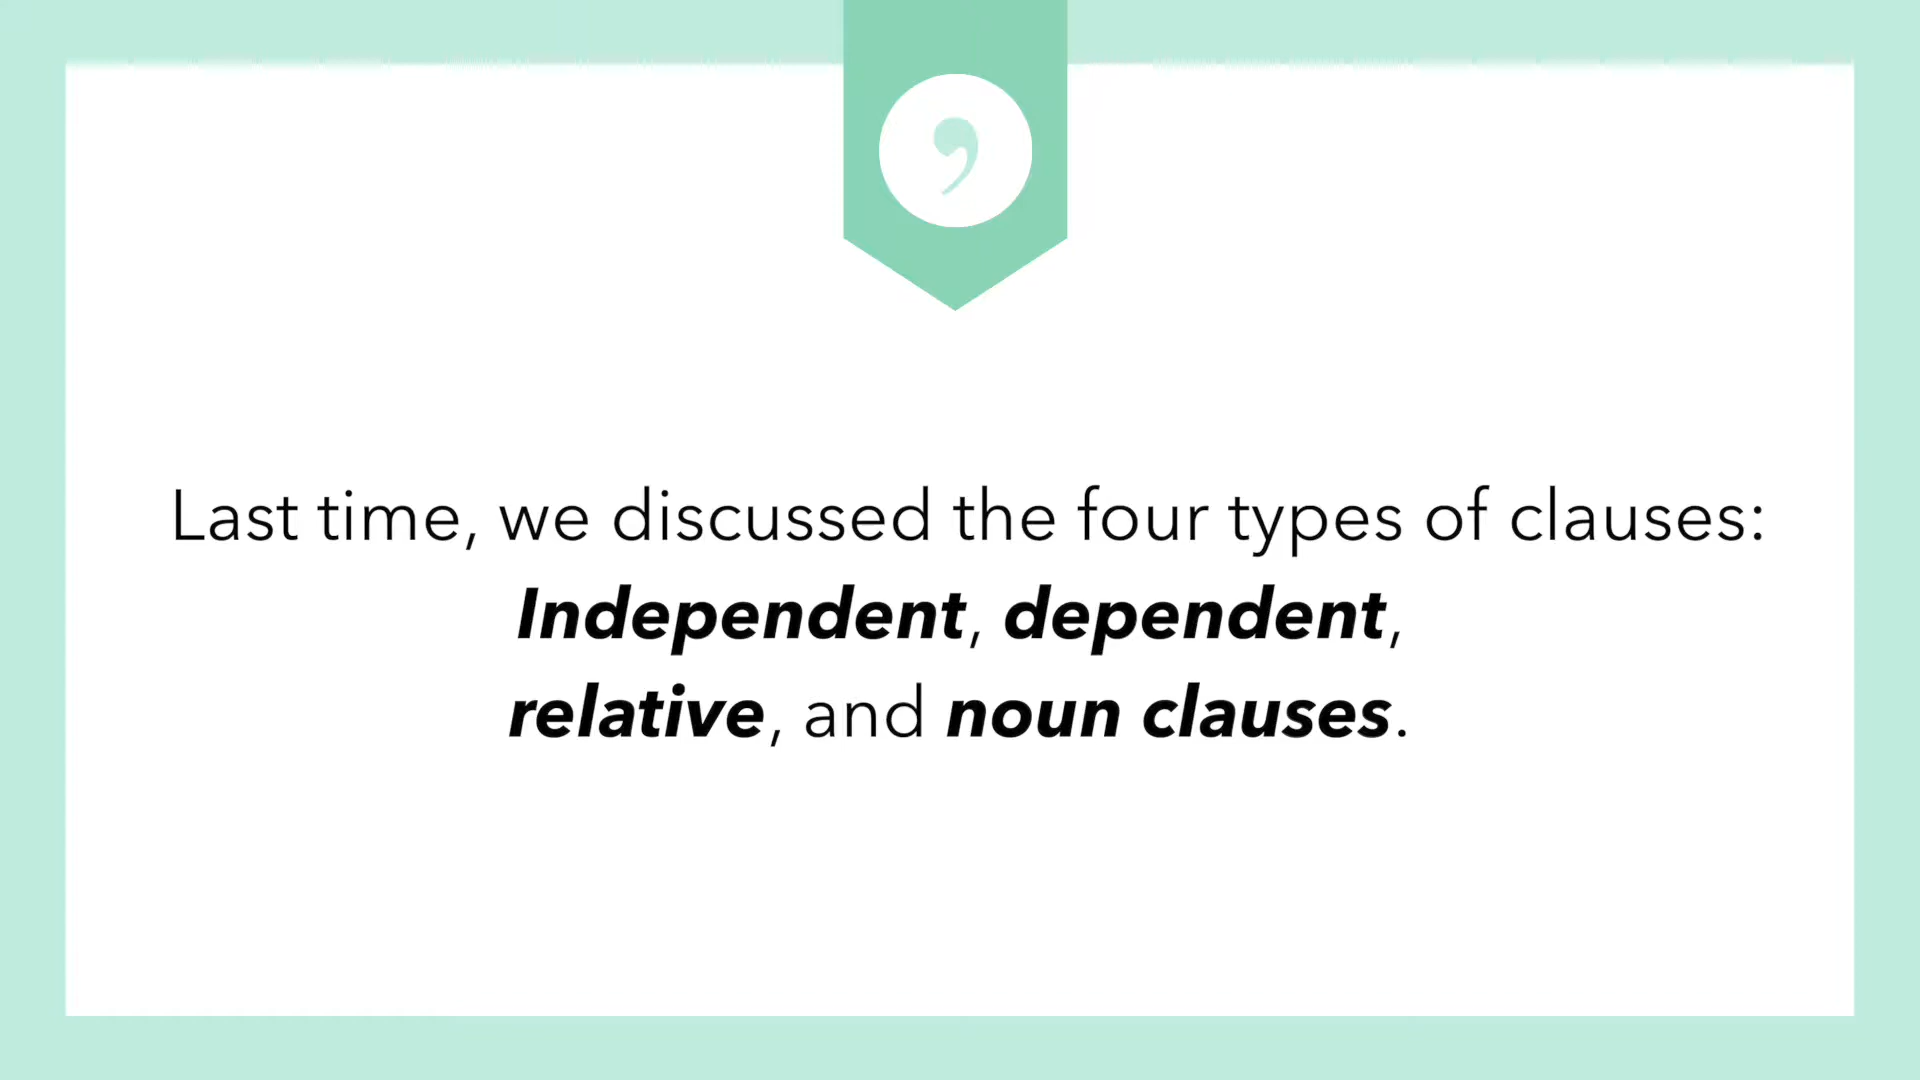 Last time, we discussed the four types of clauses:
Independent, dependent,
relative, and noun clauses.